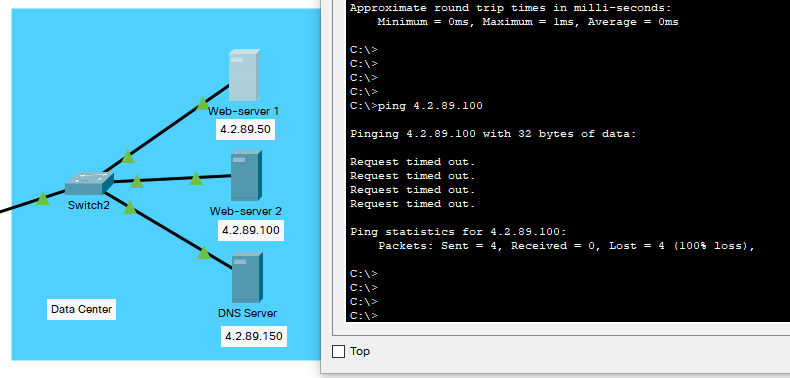 Web-server 1
4.2.89.50
Web-server 2
4.2.89.100
Switch2
DNS Server
4.2.89.150
Data Center
Approximate round trip times in milli-seconds:
Minimum = 0ms, Maximum = 1ms, Average = 0ms
C:\>
C:\>
C:\>
C:\>
C:\>ping 4.2.89.100
Pinging 4.2.89.100 with 32 bytes of data:
Request timed out.
Request timed out.
Request timed out.
Request timed out.
Ping statistics for 4.2.89.100:
Packets: Sent = 4, Received = 0, Lost = 4 (100% loss),
C:\>
C:\>
C:\>
C:\>
Top